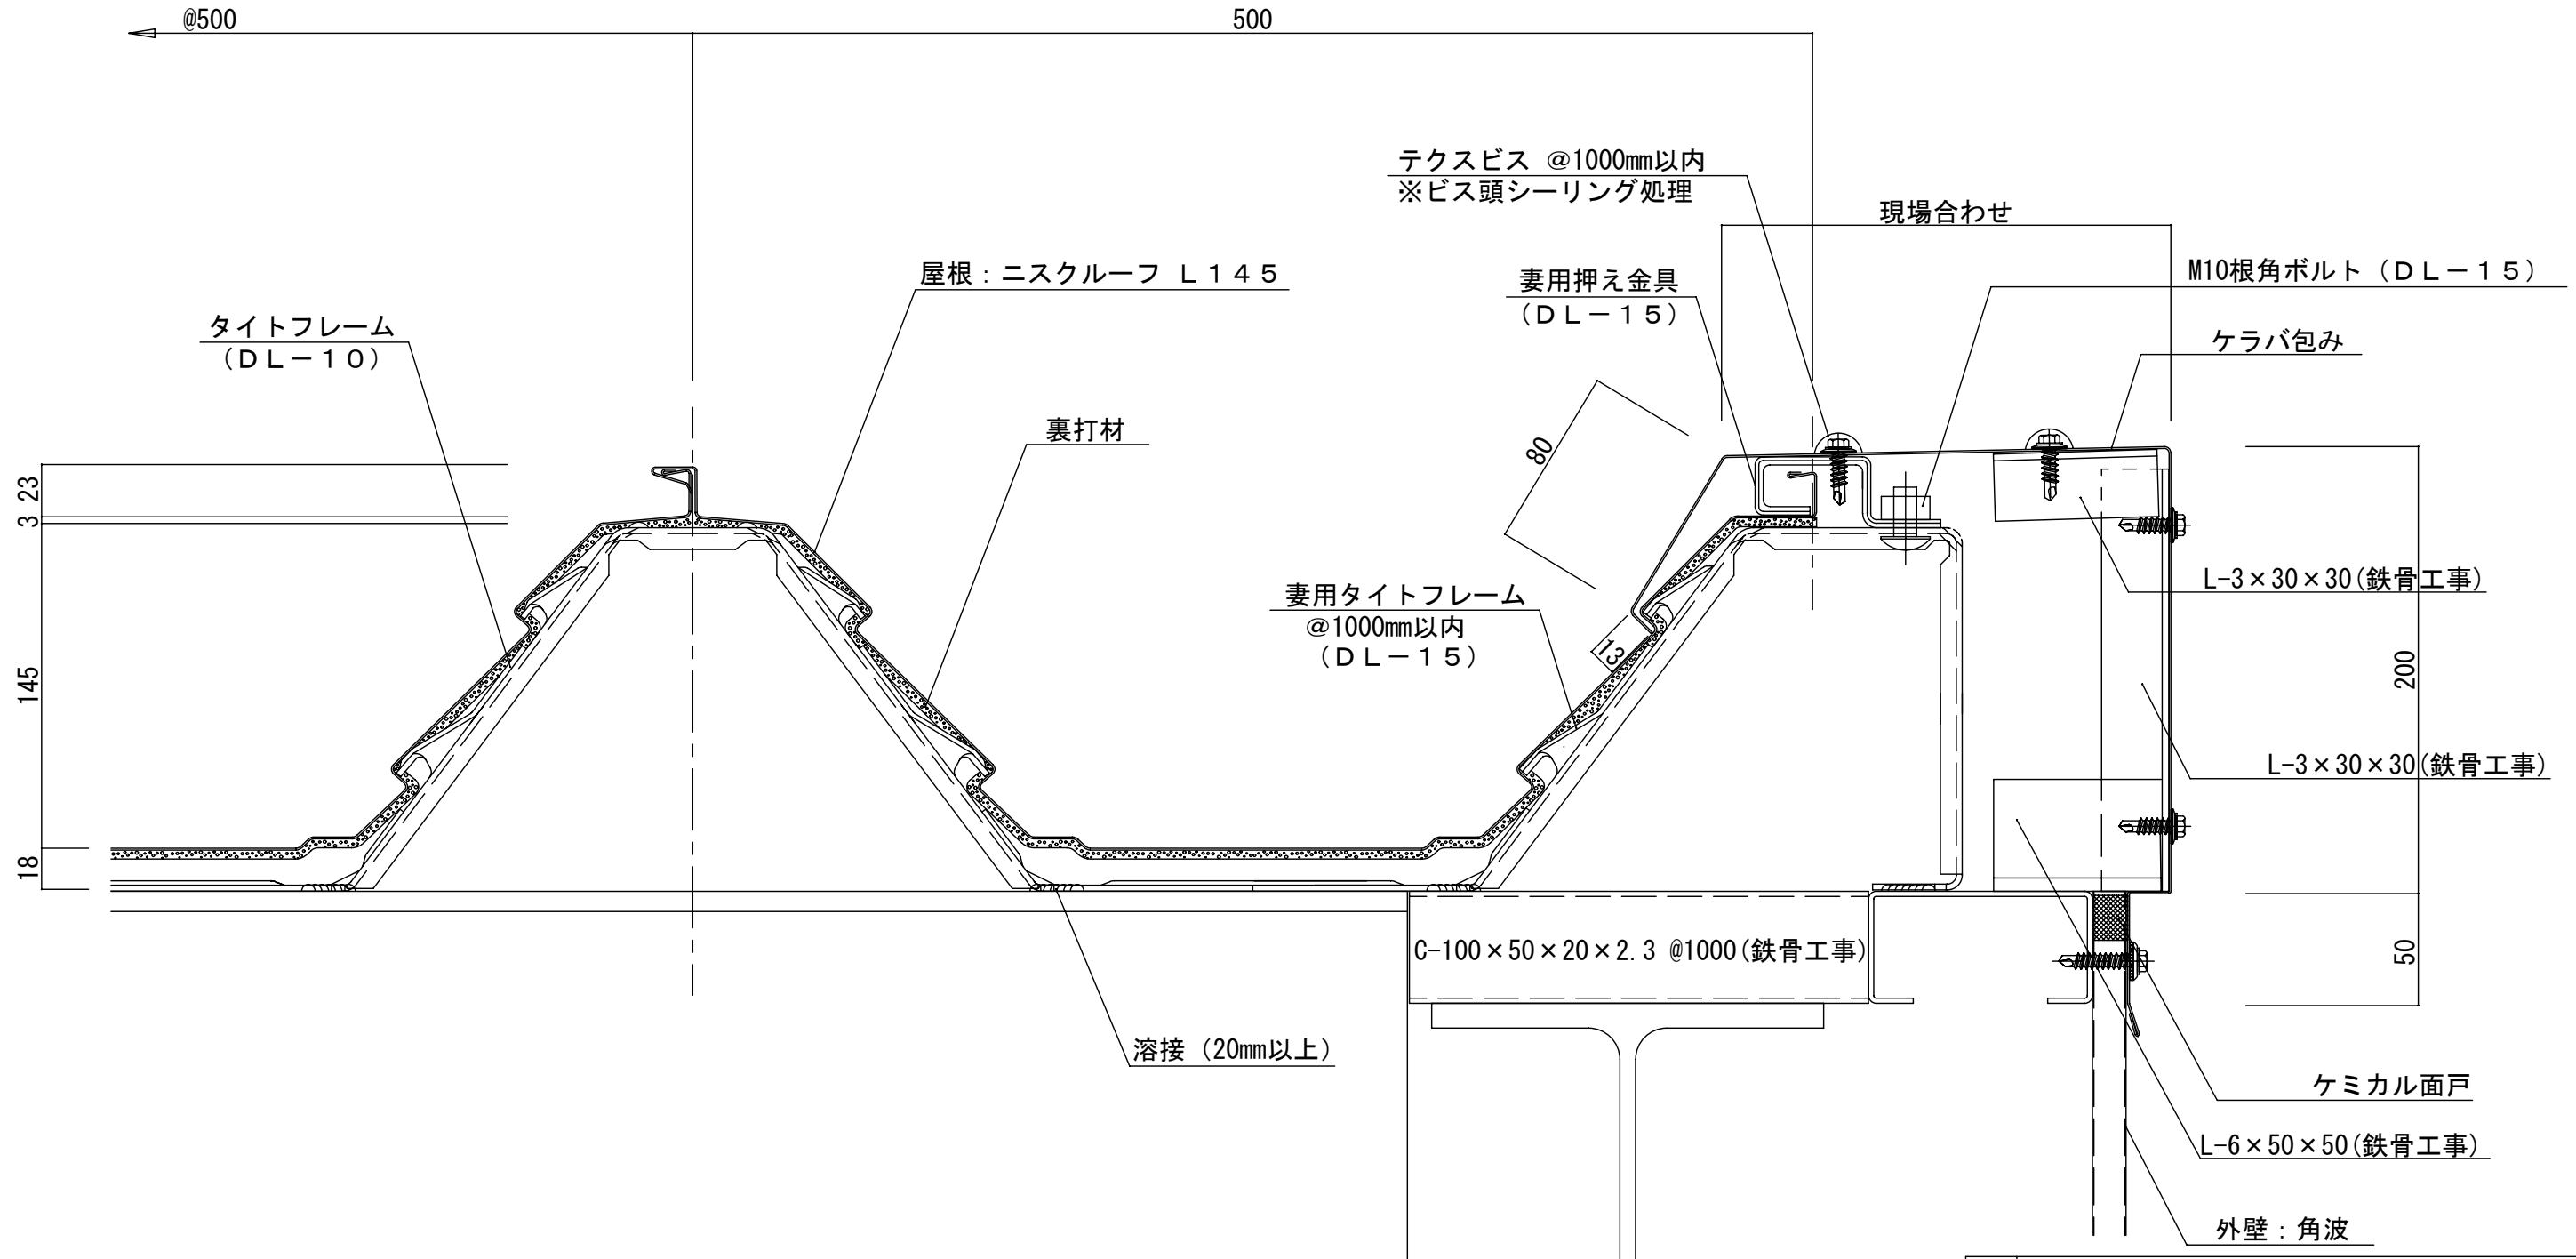 @500
500
テクスビス @1000mm以内
※ビス頭シーリング処理
現場合わせ
屋根：ニスクルーフ Ｌ１４５
妻用押え金具
（ＤＬ－１５）
M10根角ボルト（ＤＬ－１５）
タイトフレーム
（ＤＬ－１０）
ケラバ包み
裏打材
80
23
3
妻用タイトフレーム
@1000mm以内
（ＤＬ－１５）
L-3×30×30(鉄骨工事)
13
145
200
L-3×30×30(鉄骨工事)
18
C-100×50×20×2.3 @1000(鉄骨工事)
50
溶接（20mm以上）
ケミカル面戸
L-6×50×50(鉄骨工事)
外壁：角波